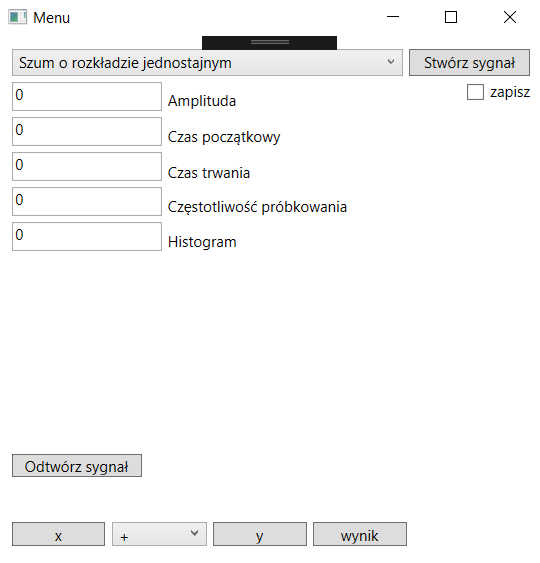 Menu
Szum o rozkładzie jednostajnym
Stwórz sygnał
zapisz
0 Amplituda
0 Czas początkowy
0 Czas trwania
0 Częstotliwość próbkowania
0 Histogram
Odtwórz sygnał
x + y wynik